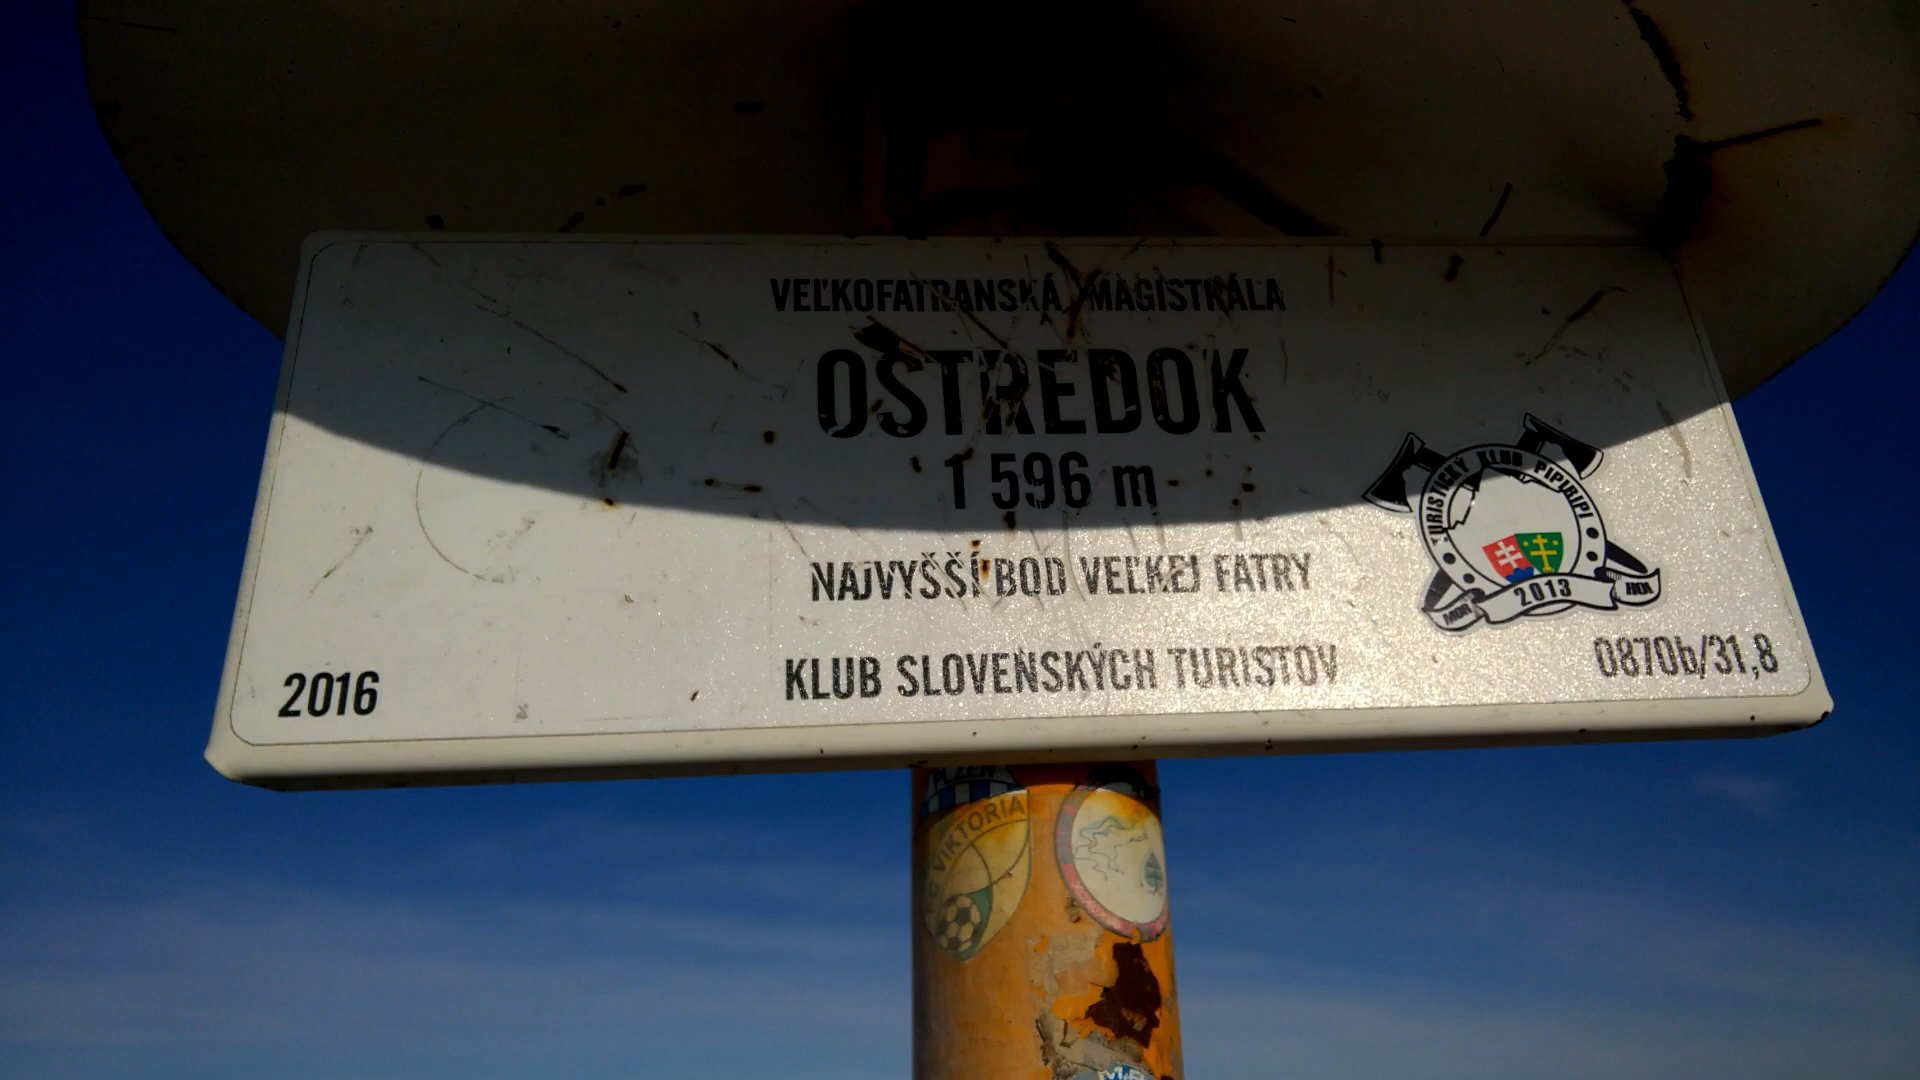 VEĽKOFATRANSKÁ MAGISTRÁLA
OSTREDOK
1 596 m
NAJVYŠŠÍ BOD VEĽKEJ FATRY
KLUB SLOVENSKÝCH TURISTOV
2016
0870b/31,8
TURISTICKÝ KLUB PIPIRIPI
2013
PLZEŇ
FC VIKTORIA